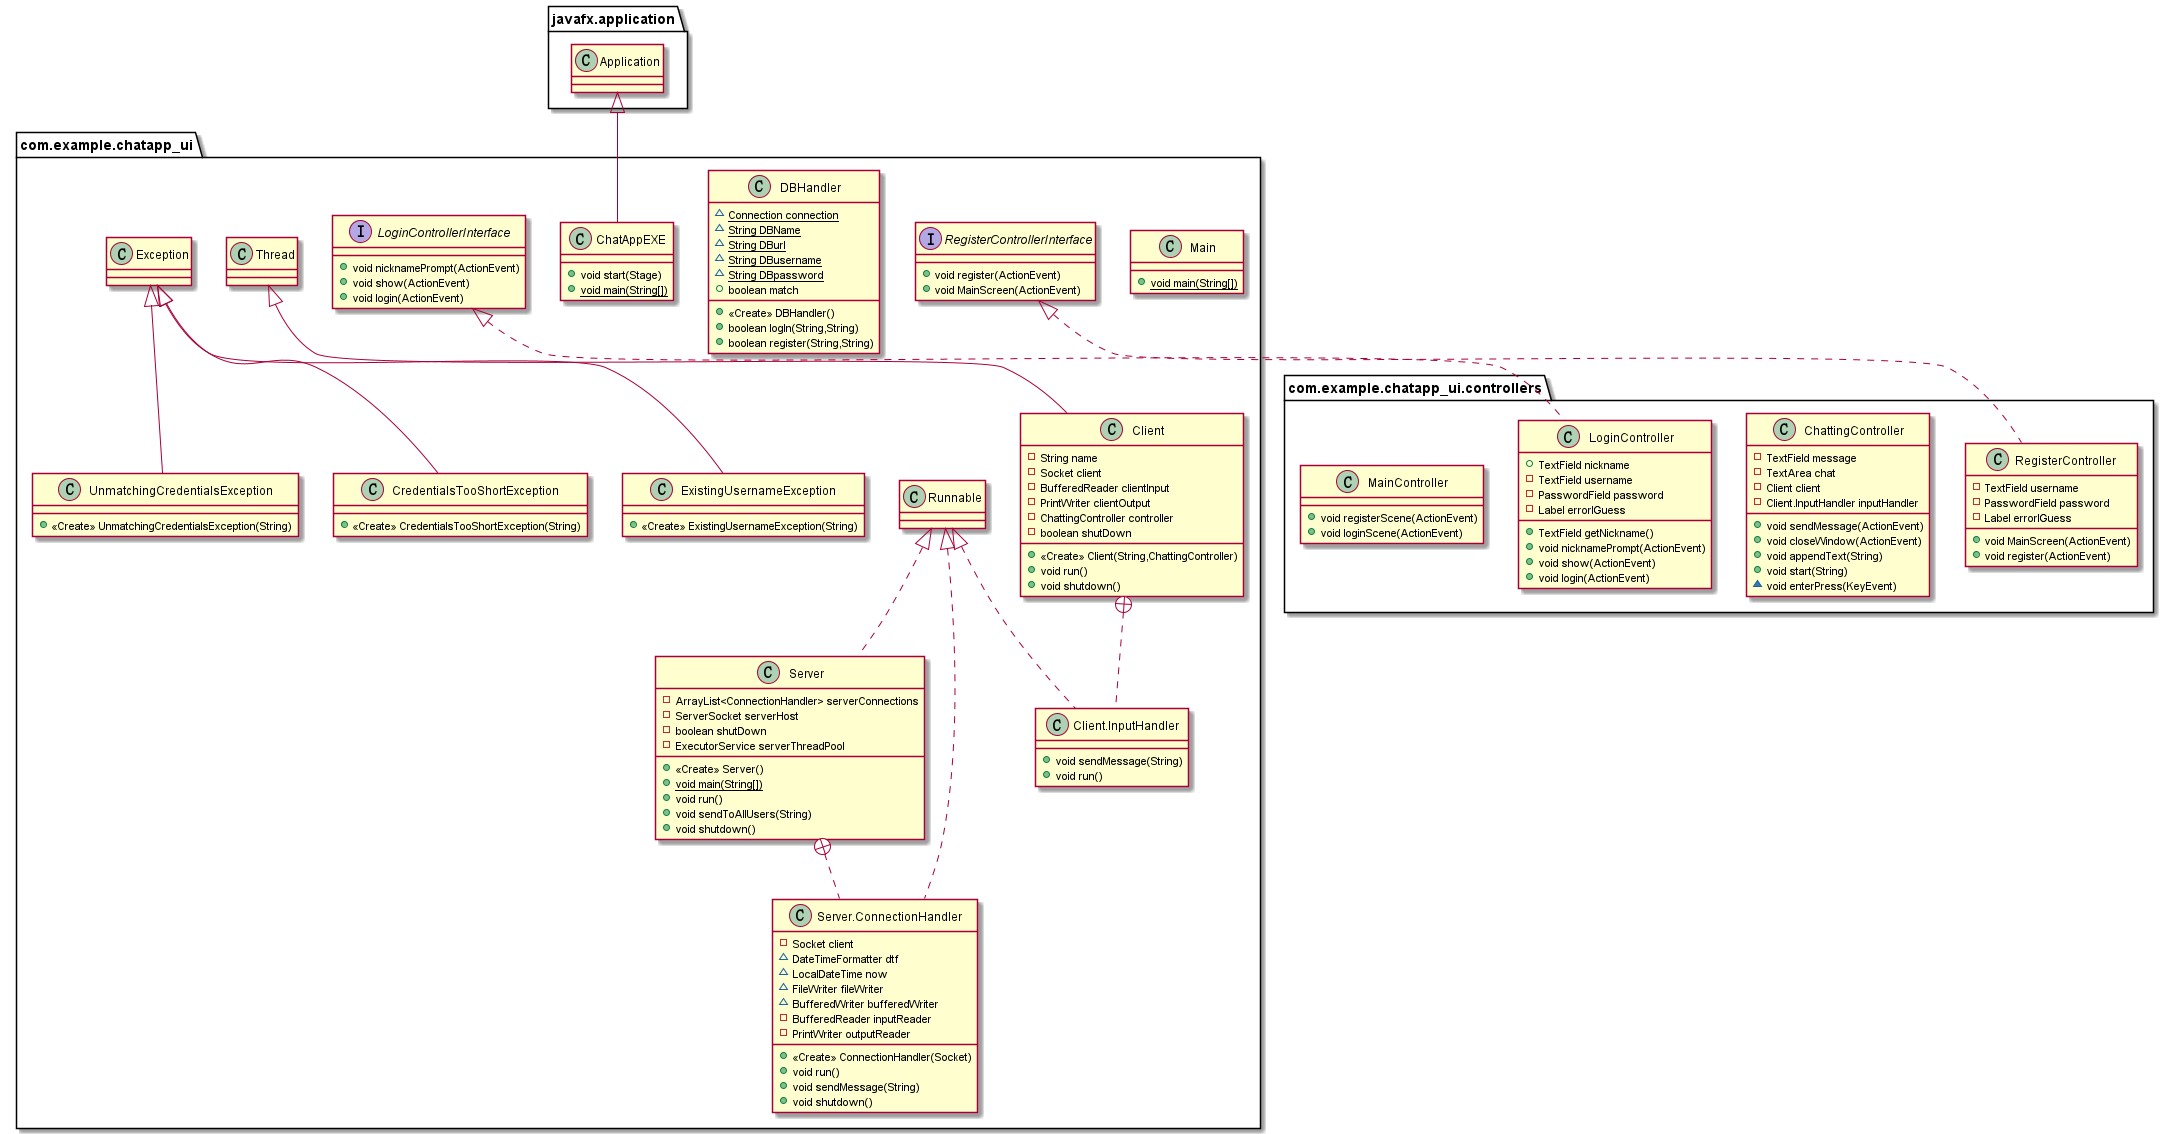 javafx.application
C Application
com.example.chatapp_ui
C Exception
C Thread
I LoginControllerInterface
void nicknamePrompt(ActionEvent)
void show(ActionEvent)
void login(ActionEvent)
C ChatAppEXE
void start(Stage)
void main(String[])
C DBHandler
Connection connection
String DBName
String DBurl
String DBusername
String DBpassword
boolean match
«Create» DBHandler()
boolean logIn(String,String)
boolean register(String,String)
I RegisterControllerInterface
void register(ActionEvent)
void MainScreen(ActionEvent)
C Main
void main(String[])
C UnmatchingCredentialsException
«Create» UnmatchingCredentialsException(String)
C CredentialsTooShortException
«Create» CredentialsTooShortException(String)
C ExistingUsernameException
«Create» ExistingUsernameException(String)
C Runnable
C Client
String name
Socket client
BufferedReader clientInput
PrintWriter clientOutput
ChattingController controller
boolean shutDown
«Create» Client(String,ChattingController)
void run()
void shutdown()
C Server
ArrayList<ConnectionHandler> serverConnections
ServerSocket serverHost
boolean shutDown
ExecutorService serverThreadPool
«Create» Server()
void main(String[])
void run()
void sendToAllUsers(String)
void shutdown()
C Client.InputHandler
void sendMessage(String)
void run()
C Server.ConnectionHandler
Socket client
DateTimeFormatter dtf
LocalDateTime now
FileWriter fileWriter
BufferedWriter bufferedWriter
BufferedReader inputReader
PrintWriter outputReader
«Create» ConnectionHandler(Socket)
void run()
void sendMessage(String)
void shutdown()
com.example.chatapp_ui.controllers
C MainController
void registerScene(ActionEvent)
void loginScene(ActionEvent)
C LoginController
TextField nickname
TextField username
PasswordField password
Label errorIGuess
TextField getNickname()
void nicknamePrompt(ActionEvent)
void show(ActionEvent)
void login(ActionEvent)
C ChattingController
TextField message
TextArea chat
Client client
Client.InputHandler inputHandler
void sendMessage(ActionEvent)
void closeWindow(ActionEvent)
void appendText(String)
void start(String)
void enterPress(KeyEvent)
C RegisterController
TextField username
PasswordField password
Label errorIGuess
void MainScreen(ActionEvent)
void register(ActionEvent)